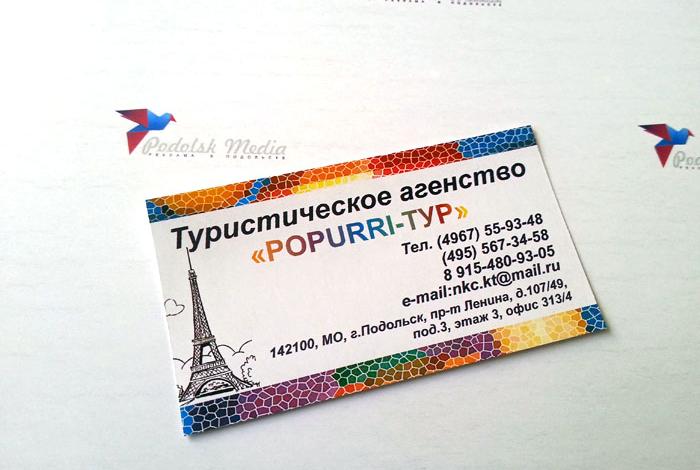 Podolsk Media
РЕКЛАМА В ПОДОЛЬСКЕ
Туристическое агенство
«POPURRI-ТУР»
Тел. (4967) 55-93-48
(495) 567-34-58
8 915-480-93-05
e-mail:nkc.kt@mail.ru
142100, МО, г.Подольск, пр-т Ленина, д.107/49,
под.3, этаж 3, офис 313/4